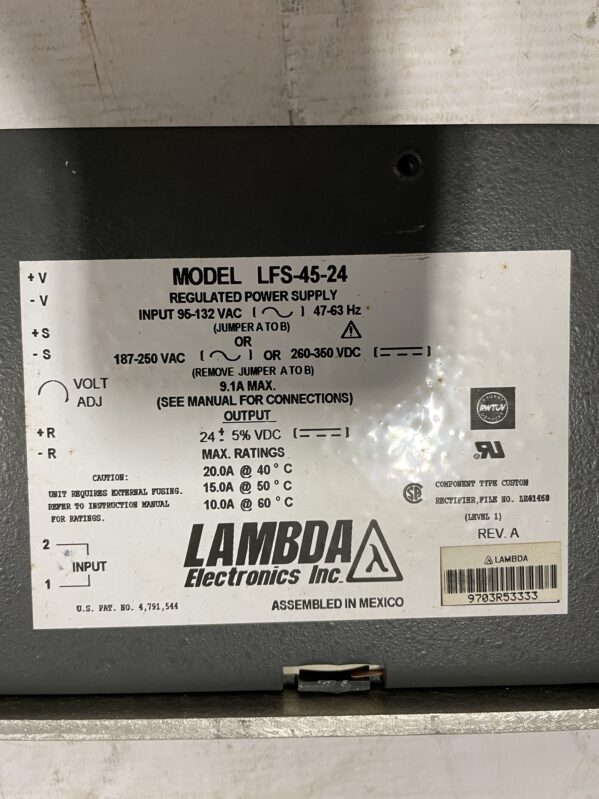 +V
-V
+S
-S
VOLT
ADJ
+R
-R
MODEL LFS-45-24
REGULATED POWER SUPPLY
INPUT 95-132 VAC (∼) 47-63 Hz
(JUMPER A TO B)
OR
187-250 VAC (∼) OR 260-350 VDC
(REMOVE JUMPER A TO B)
9.1A MAX.
(SEE MANUAL FOR CONNECTIONS)
OUTPUT
24 ± 5% VDC
MAX. RATINGS
20.0A @ 40° C
15.0A @ 50° C
10.0A @ 60° C
CAUTION:
UNIT REQUIRES EXTERNAL FUSING.
REFER TO INSTRUCTION MANUAL
FOR RATINGS.
2
INPUT
1
U.S. PAT. NO. 4,791,544
LAMBDA
Electronics Inc.
λ
ASSEMBLED IN MEXICO
RWTUV
RU
SA
COMPONENT TYPE CUSTOM
RECTIFIER, FILE NO. LR81468
(LEVEL 1)
REV. A
LAMBDA
9703R53333